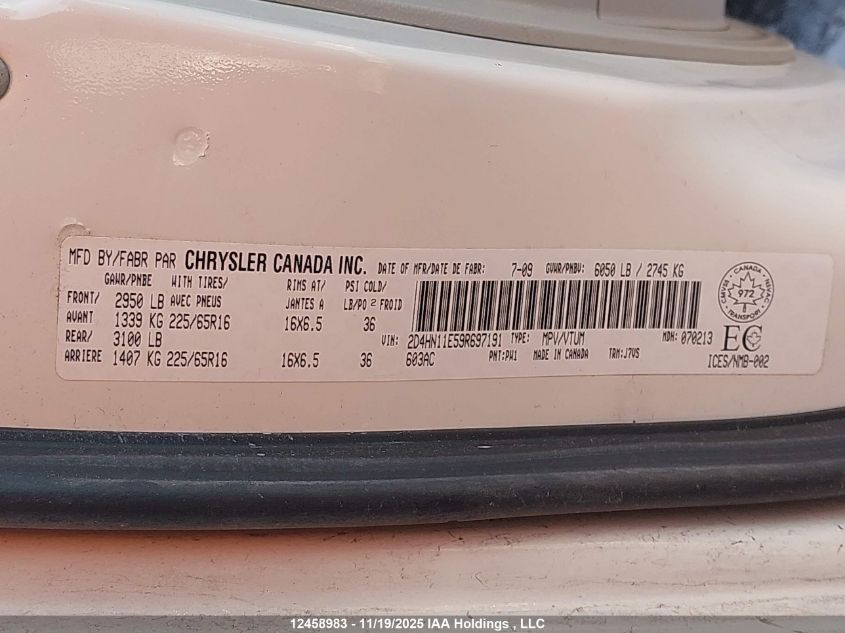 MFD BY/FABR PAR CHRYSLER CANADA INC. DATE OF MFR/DATE DE FABR: 7-09 GVWR/PNBV: 6050 LB / 2745 KG
GAWR/PNBE WITH TIRES/ RIMS AT/ PSI COLD/
FRONT/ 2950 LB AVEC PNEUS JANTES A LB/PO² FROID
AVANT 1339 KG 225/65R16 16X6.5 36
REAR/ 3100 LB VIN: 2D4HN11E59R697191 TYPE: MPV/VTUM MDH: 070213
ARRIERE 1407 KG 225/65R16 16X6.5 36 603AC PNT:PW1 MADE IN CANADA TRM:J7VS
CANADA
CMVSS 972 NSVAC
TRANSPORT
EC
ICES/NMB-002
12458983 - 11/19/2025 IAA Holdings , LLC